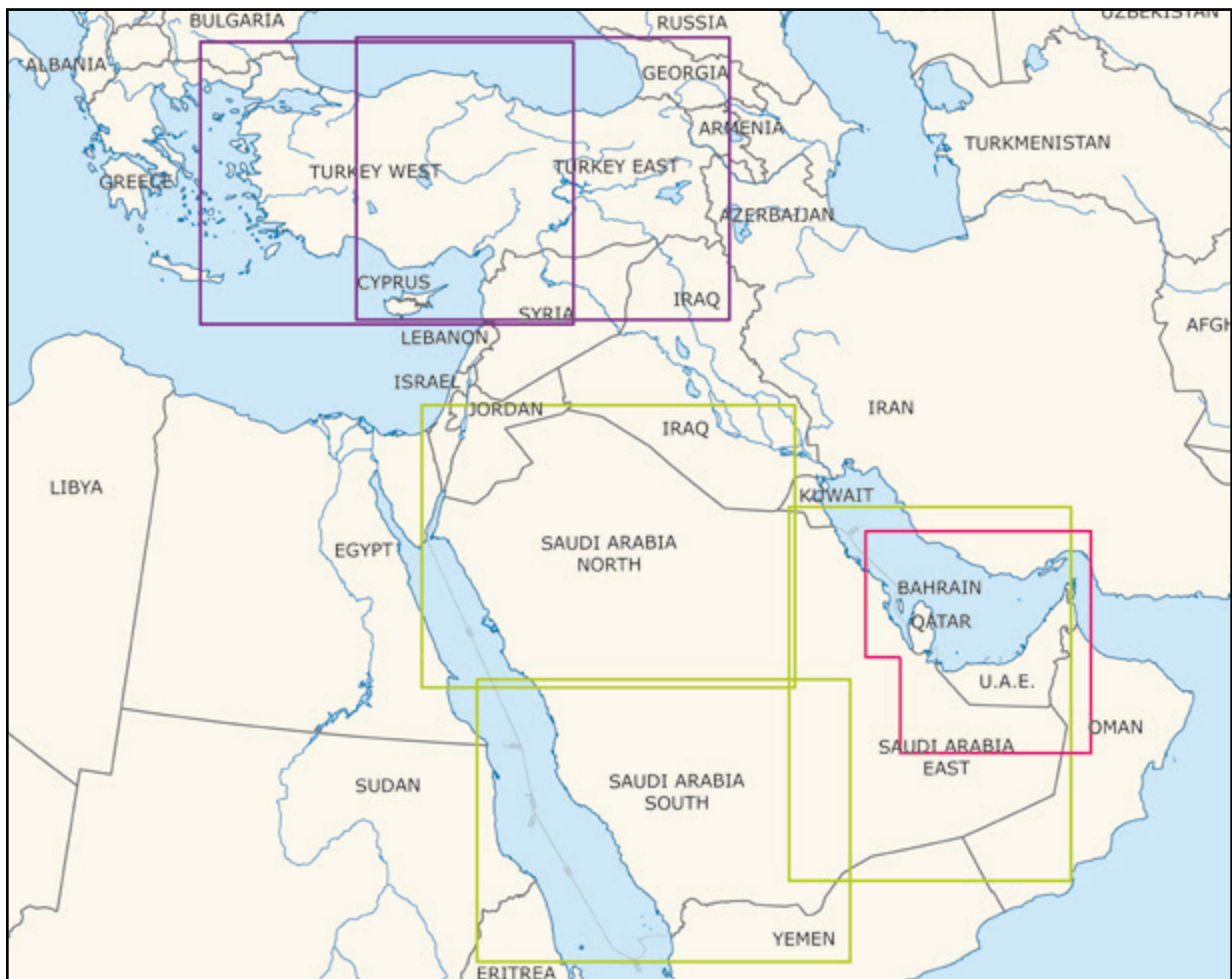 BULGARIA
RUSSIA
UZBEKISTAN
ALBANIA
GEORGIA
ARMENIA
TURKMENISTAN
TURKEY WEST
TURKEY EAST
GREECE
AZERBAIJAN
CYPRUS
IRAQ
SYRIA
AFGH
LEBANON
ISRAEL
JORDAN
IRAN
IRAQ
LIBYA
KUWAIT
EGYPT
SAUDI ARABIA
NORTH
BAHRAIN
QATAR
U.A.E.
OMAN
SAUDI ARABIA
EAST
SUDAN
SAUDI ARABIA
SOUTH
YEMEN
ERITREA